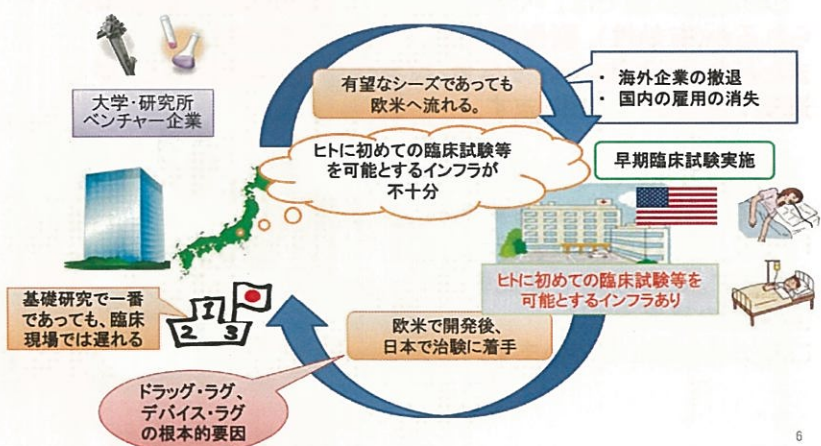 大学・研究所
ベンチャー企業
有望なシーズであっても
欧米へ流れる。
・ 海外企業の撤退
・ 国内の雇用の消失
ヒトに初めての臨床試験等
を可能とするインフラが
不十分
早期臨床試験実施
ヒトに初めての臨床試験等を
可能とするインフラあり
基礎研究で一番
であっても、臨床
現場では遅れる
1
2 3
欧米で開発後、
日本で治験に着手
ドラッグ・ラグ、
デバイス・ラグ
の根本的要因
6